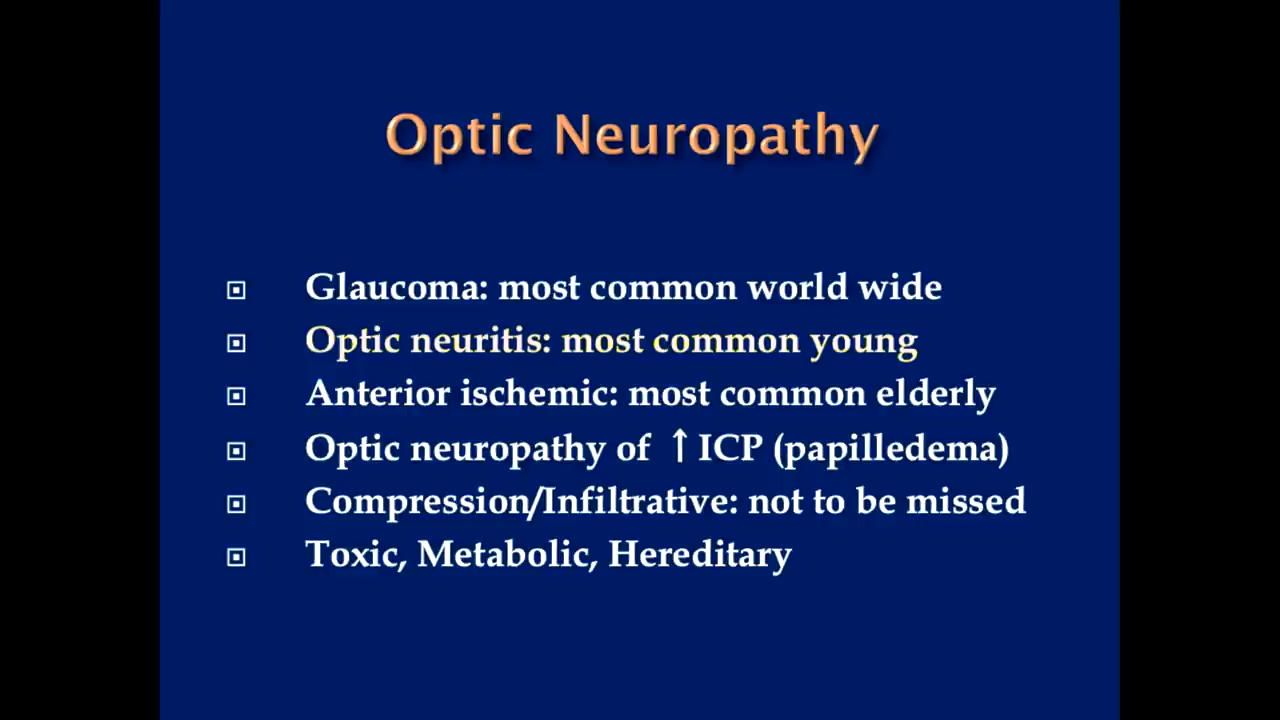 Optic Neuropathy
Glaucoma: most common world wide
Optic neuritis: most common young
Anterior ischemic: most common elderly
Optic neuropathy of ↑ICP (papilledema)
Compression/Infiltrative: not to be missed
Toxic, Metabolic, Hereditary